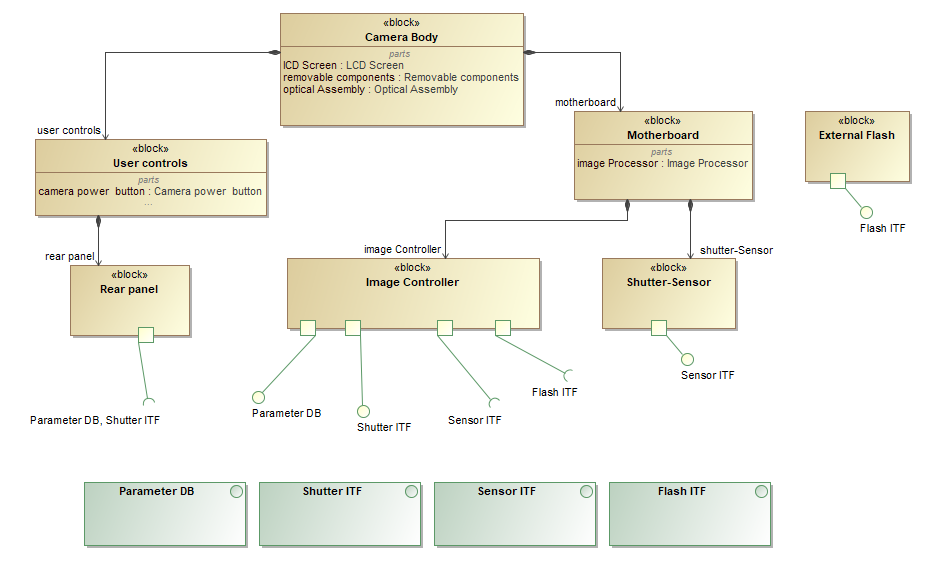 «block»
Camera Body
parts
lCD Screen : LCD Screen
removable components : Removable components
optical Assembly : Optical Assembly
user controls
motherboard
«block»
User controls
parts
camera power button : Camera power button
...
«block»
Motherboard
parts
image Processor : Image Processor
«block»
External Flash
Flash ITF
rear panel
image Controller
shutter-Sensor
«block»
Rear panel
«block»
Image Controller
«block»
Shutter-Sensor
Parameter DB, Shutter ITF
Parameter DB
Shutter ITF
Sensor ITF
Flash ITF
Sensor ITF
Parameter DB
Shutter ITF
Sensor ITF
Flash ITF